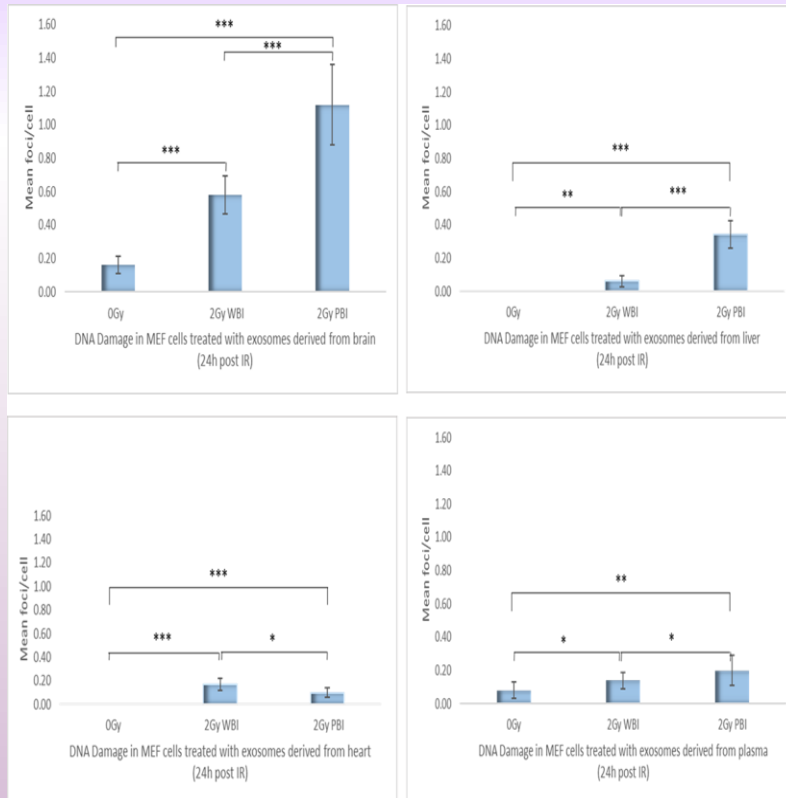 1.60
1.40
1.20
1.00
0.80
0.60
0.40
0.20
0.00
Mean foci/cell
***
***
***
0Gy 2Gy WBI 2Gy PBI
DNA Damage in MEF cells treated with exosomes derived from brain
(24h post IR)
1.60
1.40
1.20
1.00
0.80
0.60
0.40
0.20
0.00
Mean foci/cell
***
** ***
0Gy 2Gy WBI 2Gy PBI
DNA Damage in MEF cells treated with exosomes derived from liver
(24h post IR)
1.60
1.40
1.20
1.00
0.80
0.60
0.40
0.20
0.00
Mean foci/cell
***
*** *
0Gy 2Gy WBI 2Gy PBI
DNA Damage in MEF cells treated with exosomes derived from heart
(24h post IR)
1.60
1.40
1.20
1.00
0.80
0.60
0.40
0.20
0.00
Mean foci/cell
**
* *
0Gy 2Gy WBI 2Gy PBI
DNA Damage in MEF cells treated with exosomes derived from plasma
(24h post IR)